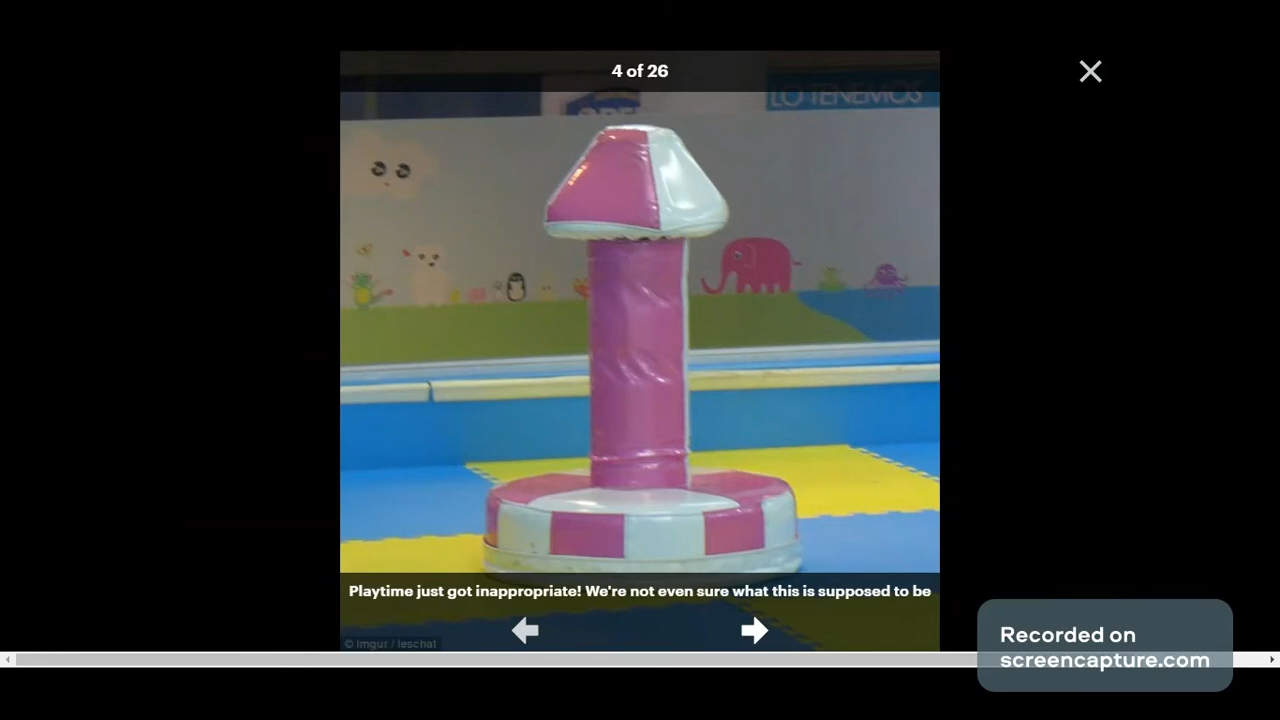 4 of 26
LO TENEMOS
Playtime just got inappropriate! We're not even sure what this is supposed to be
© Imgur / leschat
Recorded on
screencapture.com